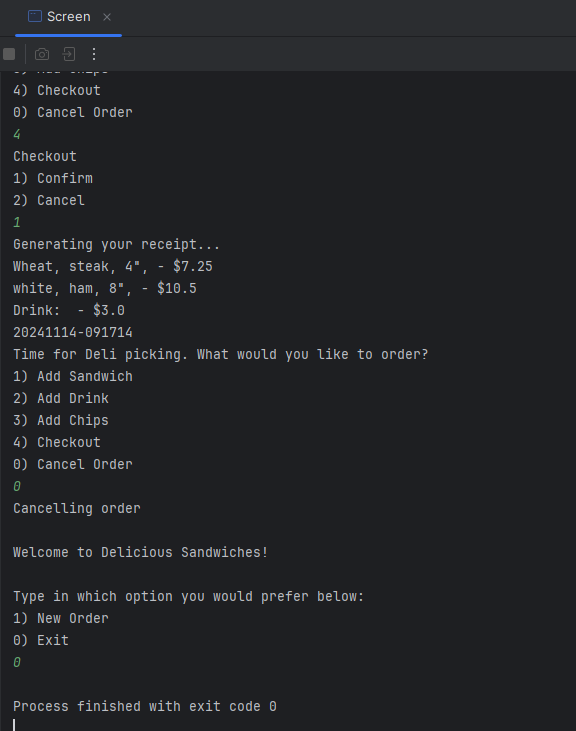 Screen
4) Checkout
0) Cancel Order
4
Checkout
1) Confirm
2) Cancel
1
Generating your receipt...
Wheat, steak, 4", - $7.25
white, ham, 8", - $10.5
Drink:  - $3.0
20241114-091714
Time for Deli picking. What would you like to order?
1) Add Sandwich
2) Add Drink
3) Add Chips
4) Checkout
0) Cancel Order
0
Cancelling order
Welcome to Delicious Sandwiches!
Type in which option you would prefer below:
1) New Order
0) Exit
0
Process finished with exit code 0